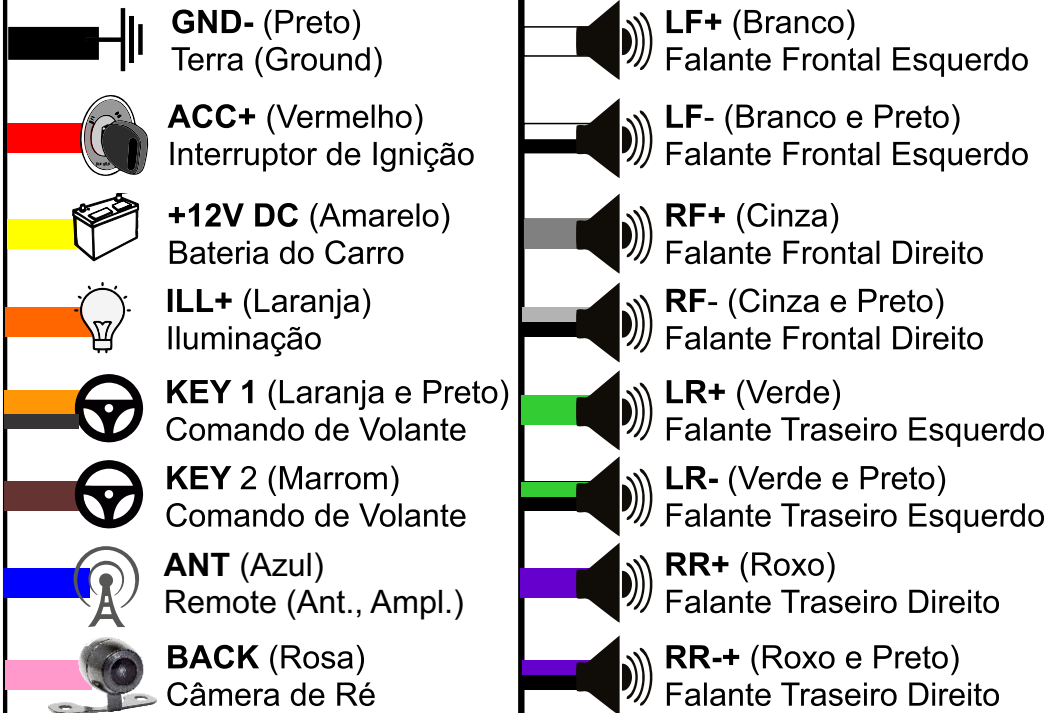 GND- (Preto)
Terra (Ground)
ACC+ (Vermelho)
Interruptor de Ignição
+12V DC (Amarelo)
Bateria do Carro
ILL+ (Laranja)
Iluminação
KEY 1 (Laranja e Preto)
Comando de Volante
KEY 2 (Marrom)
Comando de Volante
ANT (Azul)
Remote (Ant., Ampl.)
BACK (Rosa)
Câmera de Ré
LF+ (Branco)
Falante Frontal Esquerdo
LF- (Branco e Preto)
Falante Frontal Esquerdo
RF+ (Cinza)
Falante Frontal Direito
RF- (Cinza e Preto)
Falante Frontal Direito
LR+ (Verde)
Falante Traseiro Esquerdo
LR- (Verde e Preto)
Falante Traseiro Esquerdo
RR+ (Roxo)
Falante Traseiro Direito
RR-+ (Roxo e Preto)
Falante Traseiro Direito